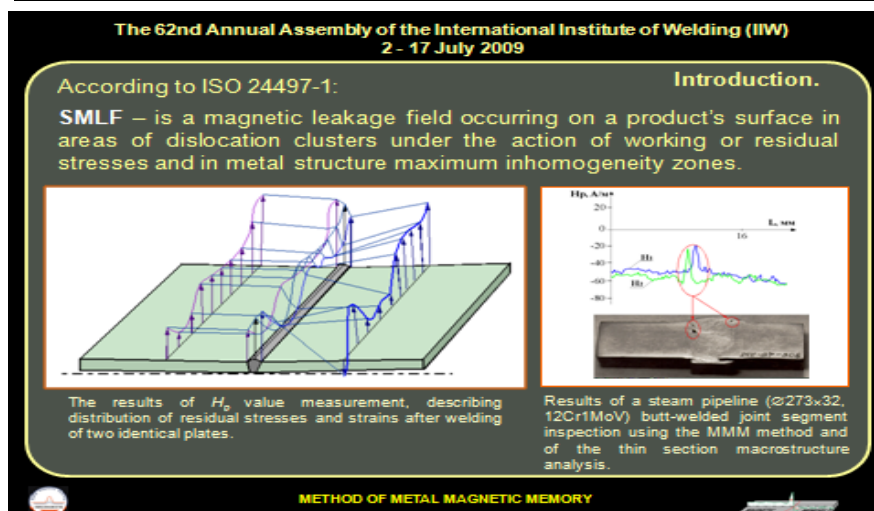 The 62nd Annual Assembly of the International Institute of Welding (IIW)
2 - 17 July 2009
Introduction.
According to ISO 24497-1:
SMLF – is a magnetic leakage field occurring on a product's surface in
areas of dislocation clusters under the action of working or residual
stresses and in metal structure maximum inhomogeneity zones.
Hp, А/м
20
0
-20
-40
-60
-80
L, мм
16
H1
H2
The results of Hp value measurement, describing
distribution of residual stresses and strains after welding
of two identical plates.
Results of a steam pipeline (∅273×32,
12Cr1MoV) butt-welded joint segment
inspection using the MMM method and
of the thin section macrostructure
analysis.
METHOD OF METAL MAGNETIC MEMORY